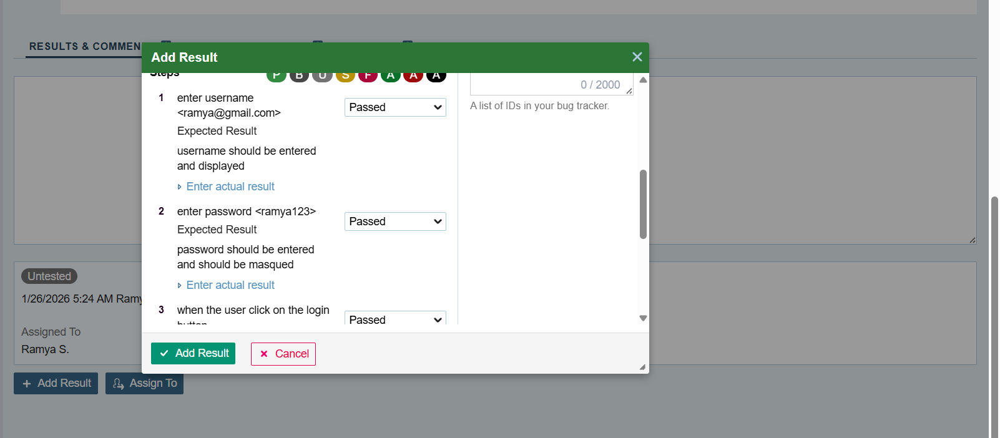 RESULTS & COMMEN
Add Result
Steps
P B U S F A A A
1 enter username
<ramya@gmail.com>
Passed
Expected Result
username should be entered
and displayed
Enter actual result
2 enter password <ramya123>
Passed
Expected Result
password should be entered
and should be masqued
Enter actual result
3 when the user click on the login
button
Passed
0 / 2000
A list of IDs in your bug tracker.
Add Result
Cancel
Untested
1/26/2026 5:24 AM Ramy
Assigned To
Ramya S.
Add Result
Assign To